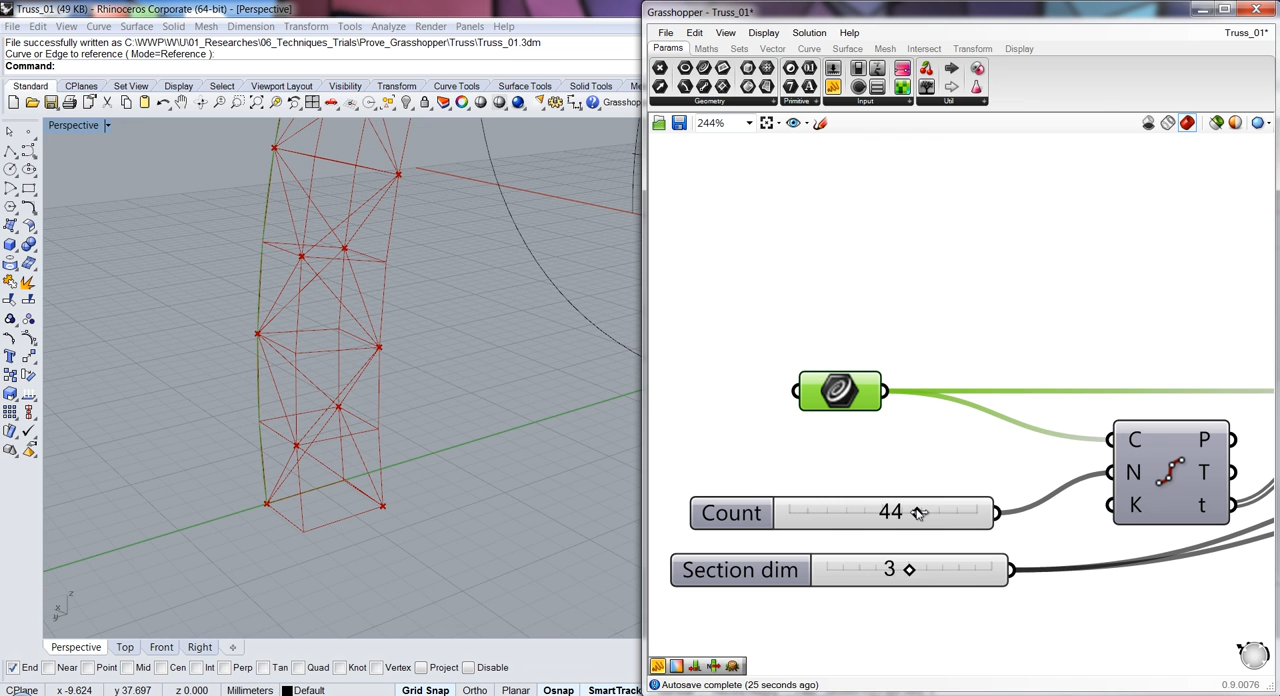 Truss_01 (49 KB) - Rhinoceros Corporate (64-bit) - [Perspective]
File Edit View Curve Surface Solid Mesh Dimension Transform Tools Analyze Render Panels Help
File successfully written as C:\WWP\W\U\01_Researches\06_Techniques_Trials\Prove_Grasshopper\Truss\Truss_01.3dm
Curve or Edge to reference ( Mode=Reference ):
Command:
Standard CPlanes Set View Display Select Viewport Layout Visibility Transform Curve Tools Surface Tools Solid Tools Me
Grasshop
Perspective
z
x
y
Perspective Top Front Right
End Near Point Mid Cen Int Perp Tan Quad Knot Vertex Project Disable
CPlane x -9.624 y 37.697 z 0.000 Millimeters Default Grid Snap Ortho Planar Osnap SmartTrack
Grasshopper - Truss_01*
File Edit View Display Solution Help Truss_01*
Params Maths Sets Vector Curve Surface Mesh Intersect Transform Display
Geometry Primitive Input Util
244%
C P
N T
K t
Count 44
Section dim 3
Autosave complete (25 seconds ago) 0.9.0076